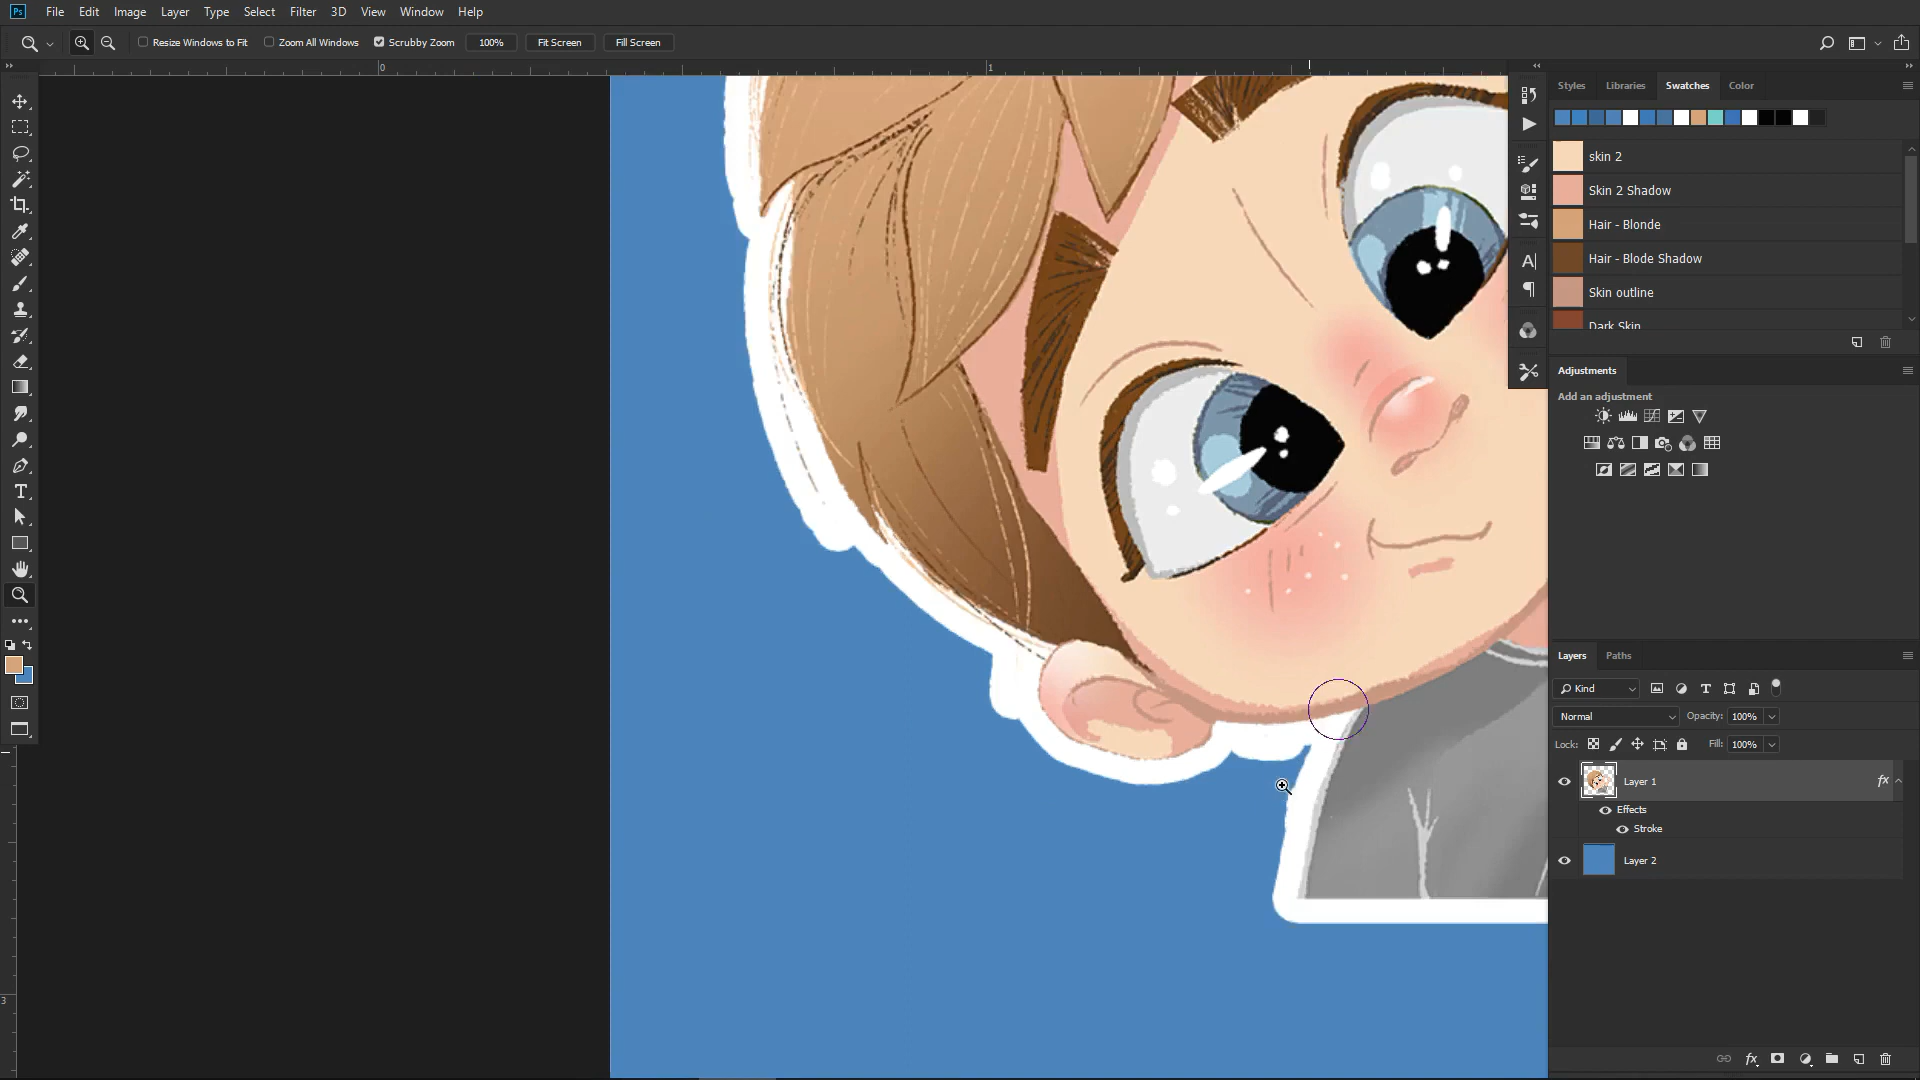 Ps File Edit Image Layer Type Select Filter 3D View Window Help
Resize Windows to Fit Zoom All Windows Scrubby Zoom 100% Fit Screen Fill Screen
0 1
Styles Libraries Swatches Color
skin 2
Skin 2 Shadow
Hair - Blonde
Hair - Blode Shadow
Skin outline
Dark Skin
Adjustments
Add an adjustment
Layers Paths
Kind
Normal Opacity: 100%
Lock: Fill: 100%
Layer 1 fx
Effects
Stroke
Layer 2
3
fx